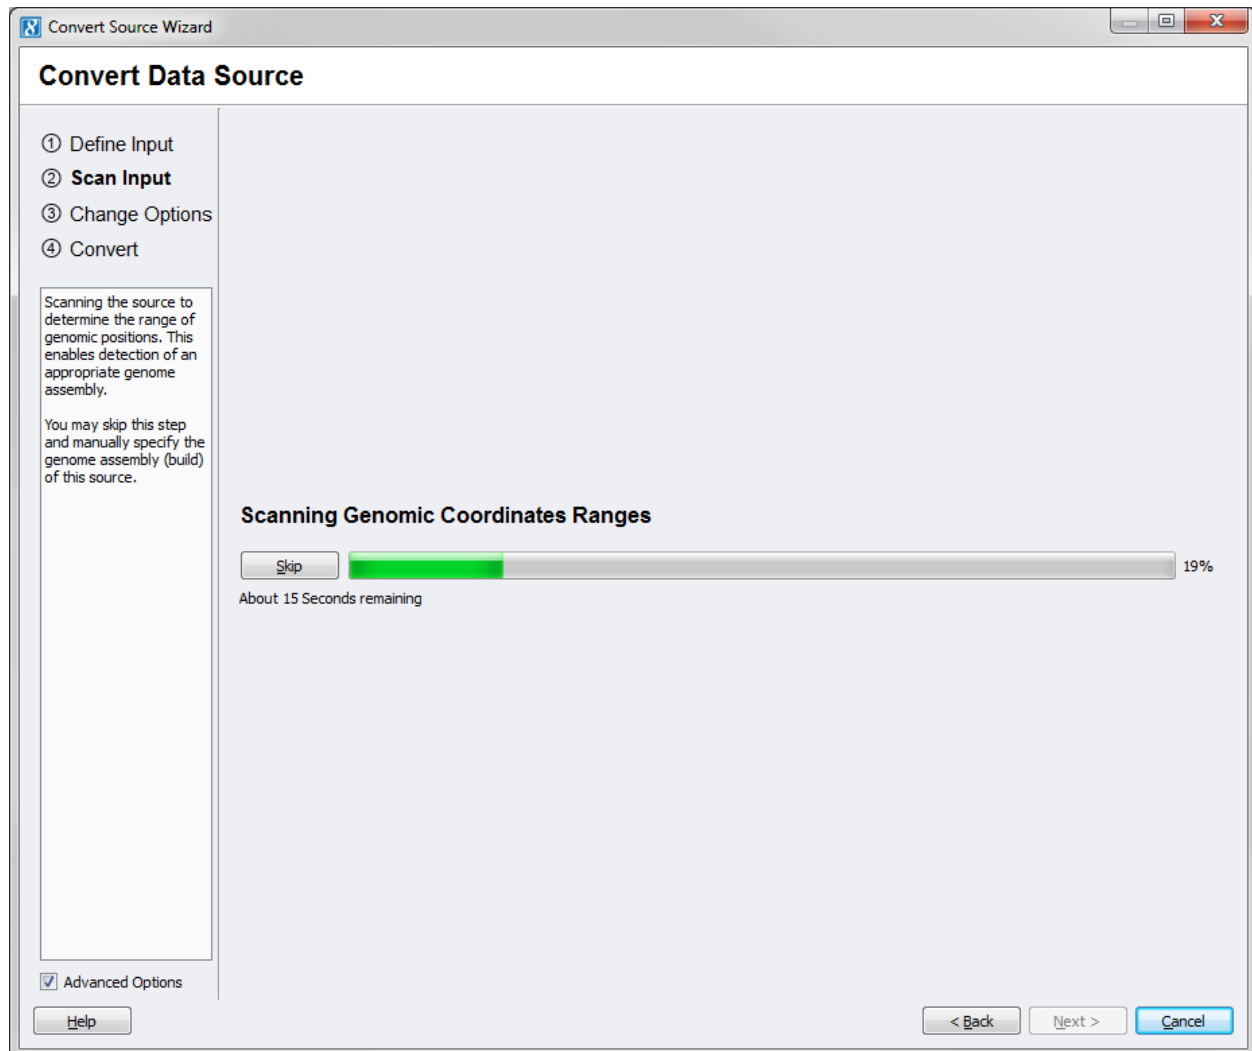 Convert Source Wizard
Convert Data Source
① Define Input
② Scan Input
③ Change Options
④ Convert
Scanning the source to
determine the range of
genomic positions. This
enables detection of an
appropriate genome
assembly.
You may skip this step
and manually specify the
genome assembly (build)
of this source.
Scanning Genomic Coordinates Ranges
Skip
19%
About 15 Seconds remaining
Advanced Options
Help
< Back
Next >
Cancel